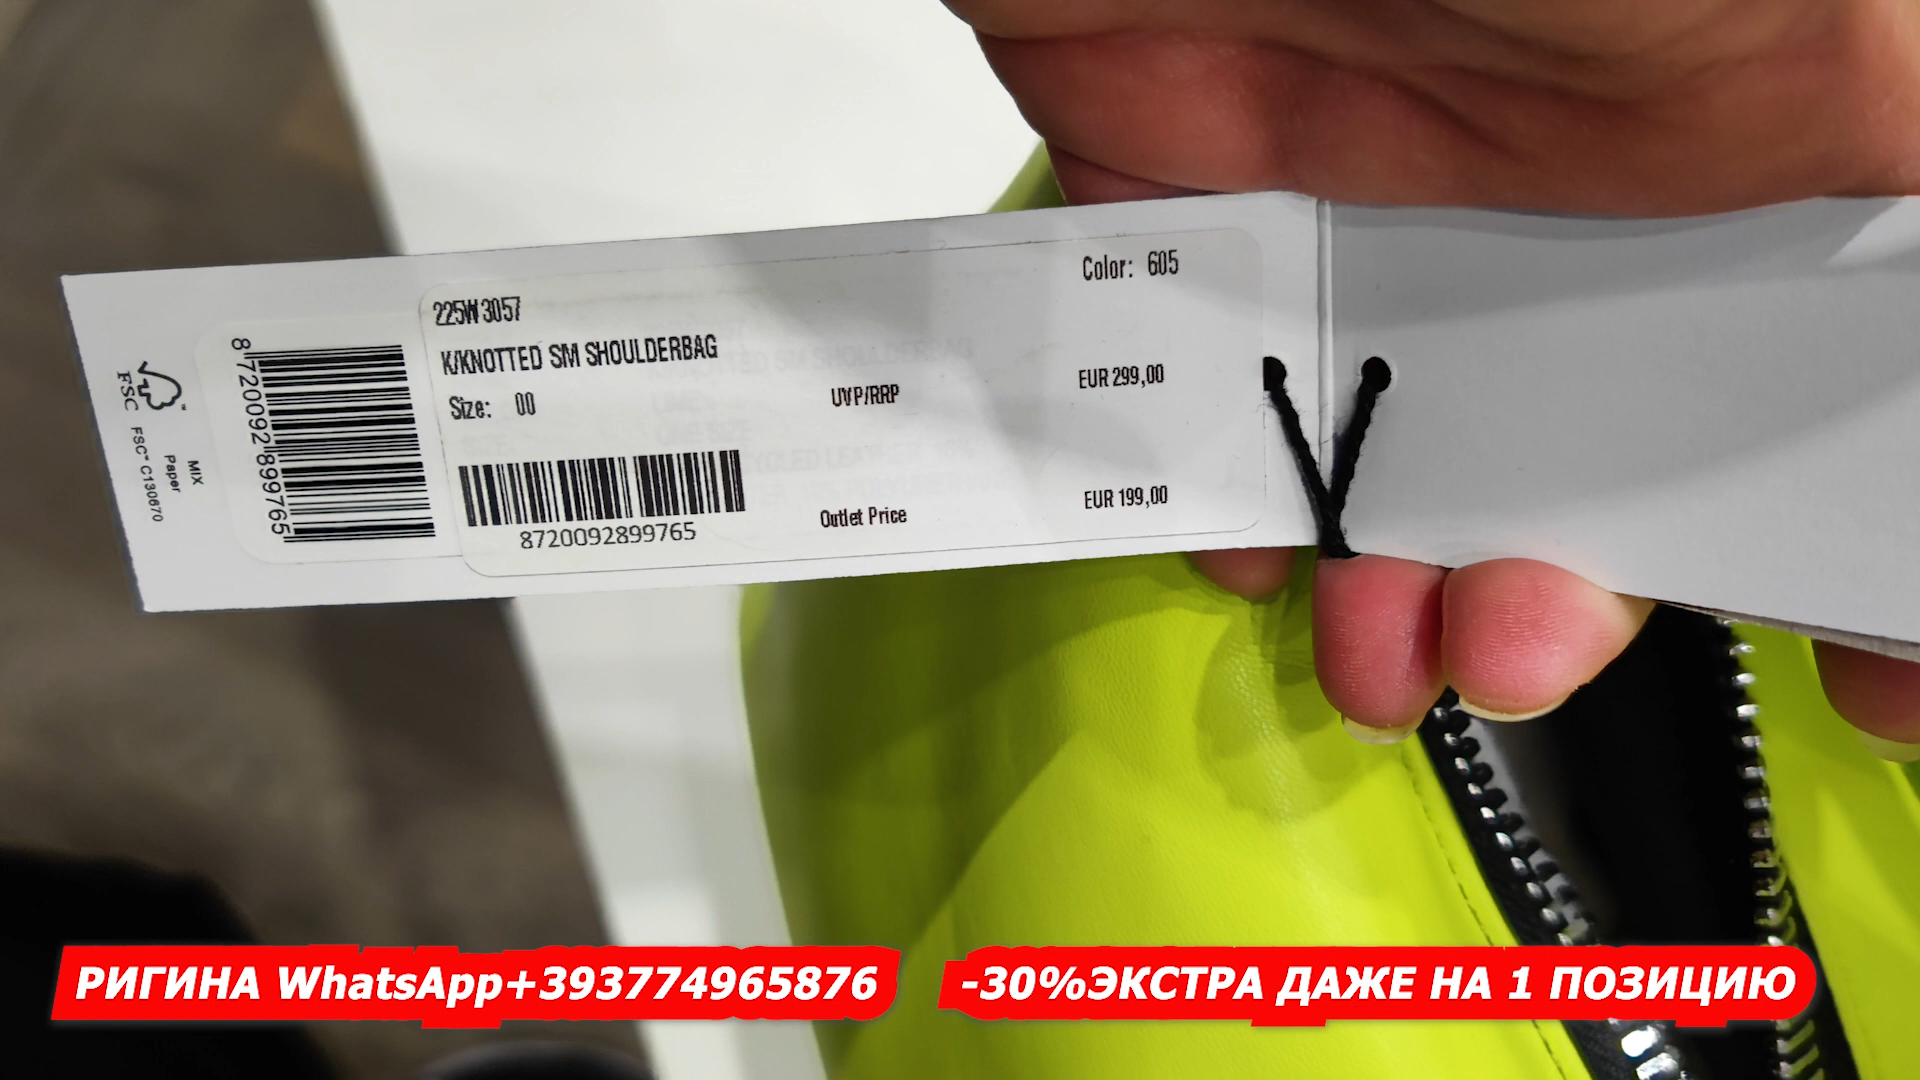 FSC
FSC™ C130670
MIX
Paper
8720092899765
225W3057
Color: 605
K/KNOTTED SM SHOULDERBAG
Size: 00
UVP/RRP
EUR 299,00
8720092899765
Outlet Price
EUR 199,00
РИГИНА WhatsApp+393774965876
-30%ЭКСТРА ДАЖЕ НА 1 ПОЗИЦИЮ